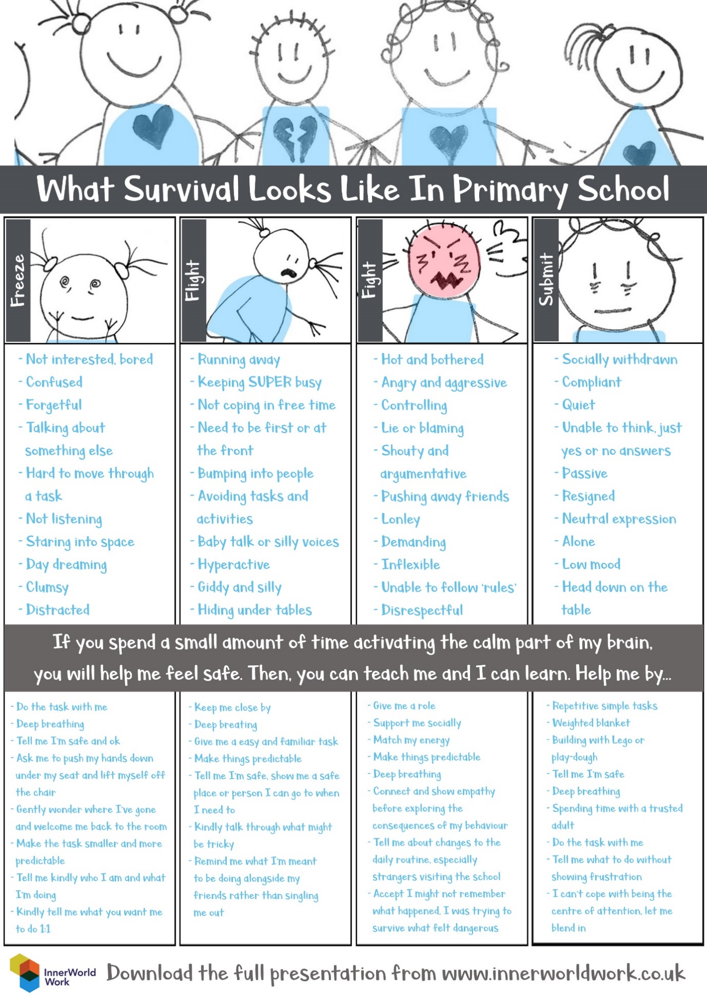 What Survival Looks Like In Primary School
Freeze
- Not interested, bored
- Confused
- Forgetful
- Talking about
something else
- Hard to move through
a task
- Not listening
- Staring into space
- Day dreaming
- Clumsy
- Distracted
Flight
- Running away
- Keeping SUPER busy
- Not coping in free time
- Need to be first or at
the front
- Bumping into people
- Avoiding tasks and
activities
- Baby talk or silly voices
- Hyperactive
- Giddy and silly
- Hiding under tables
Fight
- Hot and bothered
- Angry and aggressive
- Controlling
- Lie or blaming
- Shouty and
argumentative
- Pushing away friends
- Lonley
- Demanding
- Inflexible
- Unable to follow 'rules'
- Disrespectful
Submit
- Socially withdrawn
- Compliant
- Quiet
- Unable to think, just
yes or no answers
- Passive
- Resigned
- Neutral expression
- Alone
- Low mood
- Head down on the
table
If you spend a small amount of time activating the calm part of my brain,
you will help me feel safe. Then, you can teach me and I can learn. Help me by...
- Do the task with me
- Deep breathing
- Tell me I'm safe and ok
- Ask me to push my hands down
under my seat and lift myself off
the chair
- Gently wonder where I've gone
and welcome me back to the room
- Make the task smaller and more
predictable
- Tell me kindly who I am and what
I'm doing
- Kindly tell me what you want me
to do 1:1
- Keep me close by
- Deep breating
- Give me a easy and familiar task
- Make things predictable
- Tell me I'm safe, show me a safe
place or person I can go to when
I need to
- Kindly talk through what might
be tricky
- Remind me what I'm meant
to be doing alongside my
friends rather than singling
me out
- Give me a role
- Support me socially
- Match my energy
- Make things predictable
- Deep breathing
- Connect and show empathy
before exploring the
consequences of my behaviour
- Tell me about changes to the
daily routine, especially
strangers visiting the school
- Accept I might not remember
what happened, I was trying to
survive what felt dangerous
- Repetitive simple tasks
- Weighted blanket
- Building with Lego or
play-dough
- Tell me I'm safe
- Deep breathing
- Spending time with a trusted
adult
- Do the task with me
- Tell me what to do without
showing frustration
- I can't cope with being the
centre of attention, let me
blend in
InnerWorld
Work
Download the full presentation from www.innerworldwork.co.uk